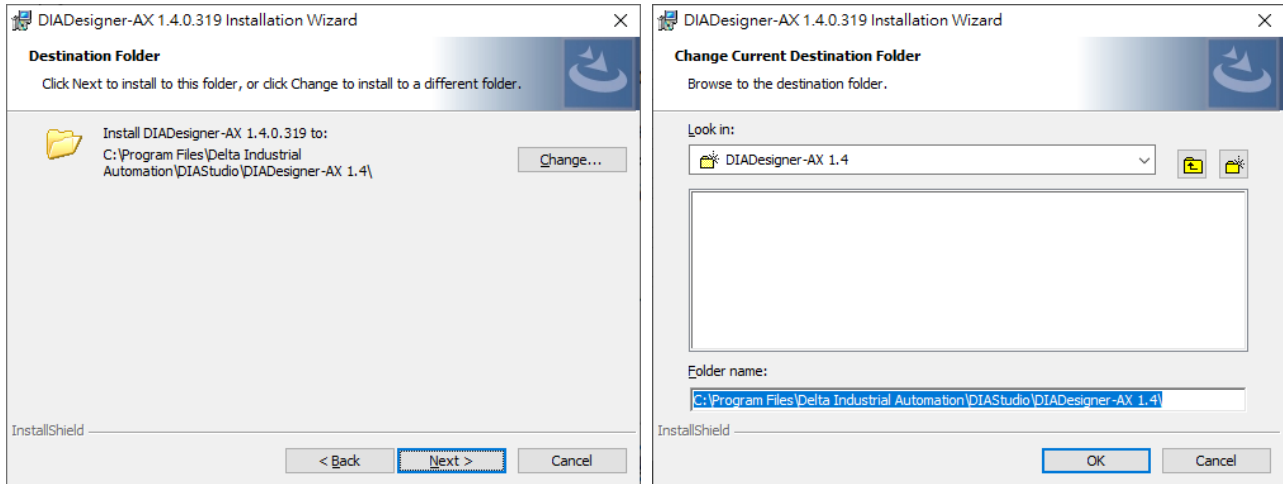 DIADesigner-AX 1.4.0.319 Installation Wizard
Destination Folder
Click Next to install to this folder, or click Change to install to a different folder.
Install DIADesigner-AX 1.4.0.319 to:
C:\Program Files\Delta Industrial
Automation\DIAStudio\DIADesigner-AX 1.4\
Change...
InstallShield
< Back
Next >
Cancel
DIADesigner-AX 1.4.0.319 Installation Wizard
Change Current Destination Folder
Browse to the destination folder.
Look in:
DIADesigner-AX 1.4
Folder name:
C:\Program Files\Delta Industrial Automation\DIAStudio\DIADesigner-AX 1.4\
InstallShield
OK
Cancel